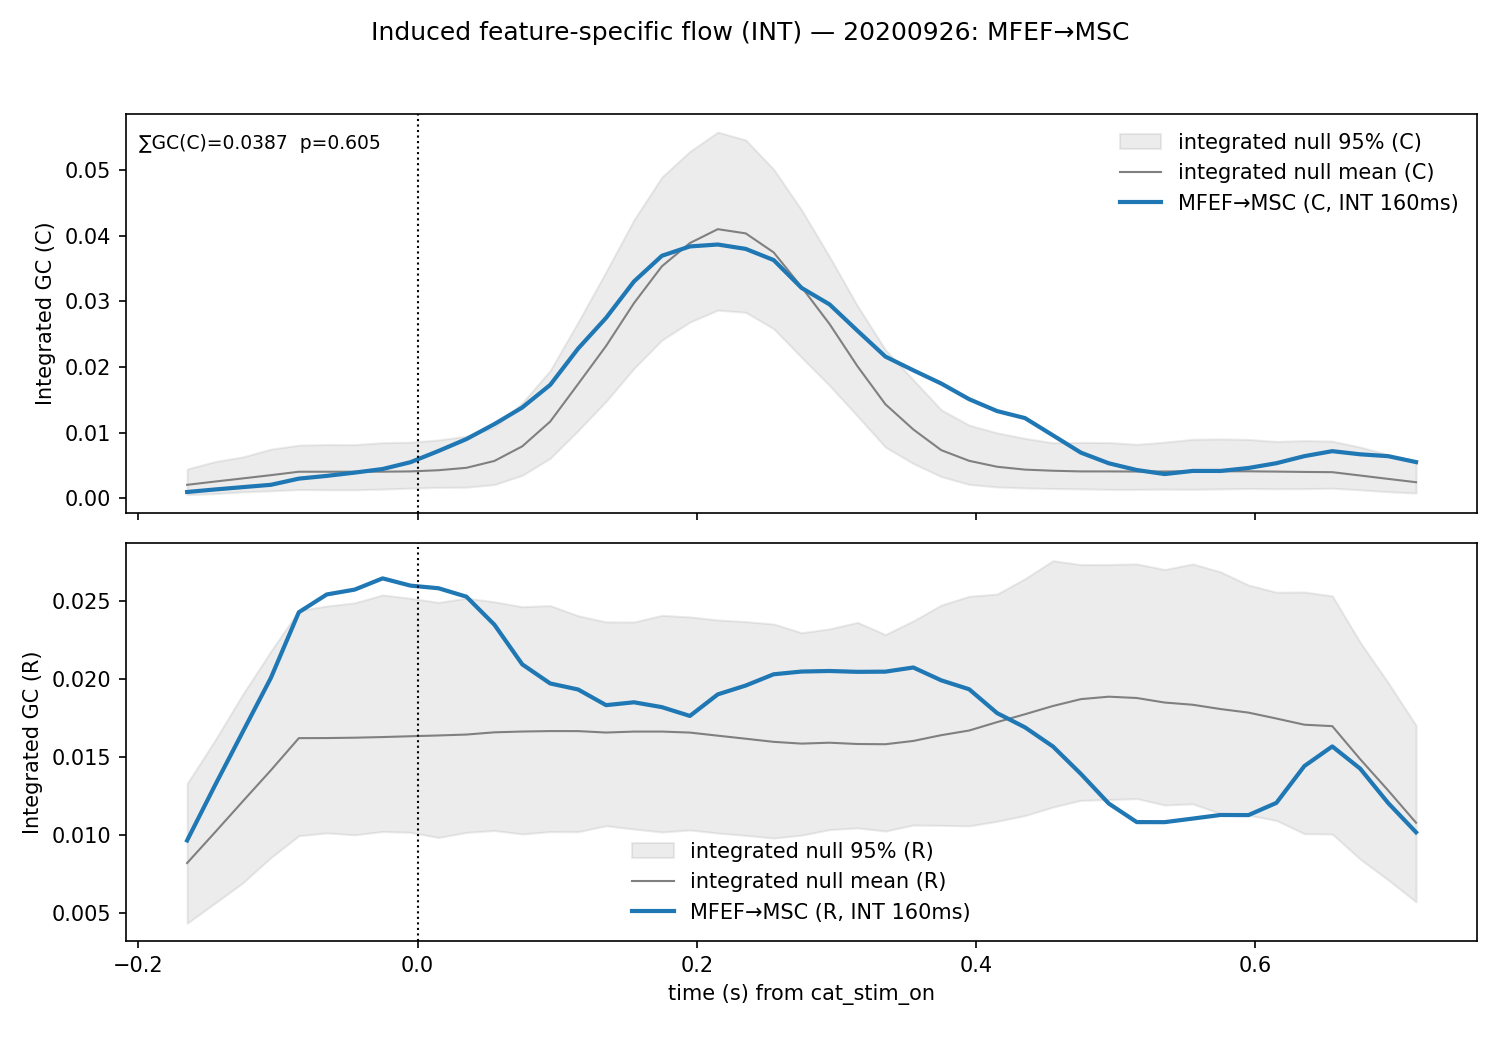 Induced feature-specific flow (INT) — 20200926: MFEF→MSC
∑GC(C)=0.0387  p=0.605
integrated null 95% (C)
integrated null mean (C)
MFEF→MSC (C, INT 160ms)
Integrated GC (C)
0.05
0.04
0.03
0.02
0.01
0.00
Integrated GC (R)
0.025
0.020
0.015
0.010
0.005
integrated null 95% (R)
integrated null mean (R)
MFEF→MSC (R, INT 160ms)
−0.2
0.0
0.2
0.4
0.6
time (s) from cat_stim_on